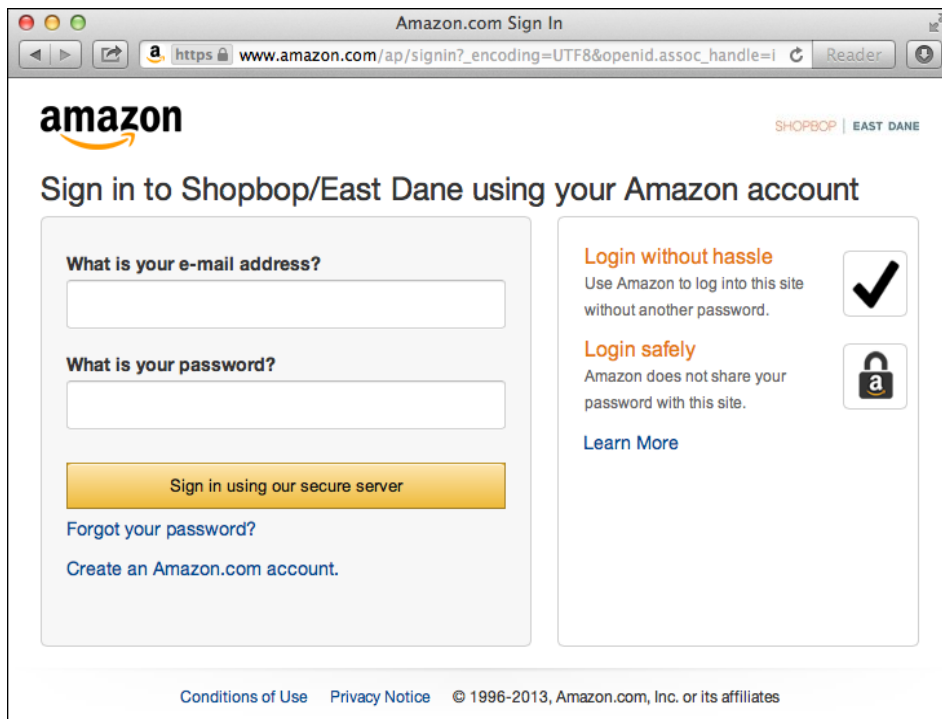 Amazon.com Sign In
https www.amazon.com/ap/signin?_encoding=UTF8&openid.assoc_handle=i Reader
amazon
SHOPBOP | EAST DANE
Sign in to Shopbop/East Dane using your Amazon account
What is your e-mail address?
What is your password?
Sign in using our secure server
Forgot your password?
Create an Amazon.com account.
Login without hassle
Use Amazon to log into this site
without another password.
Login safely
Amazon does not share your
password with this site.
Learn More
Conditions of Use Privacy Notice © 1996-2013, Amazon.com, Inc. or its affiliates